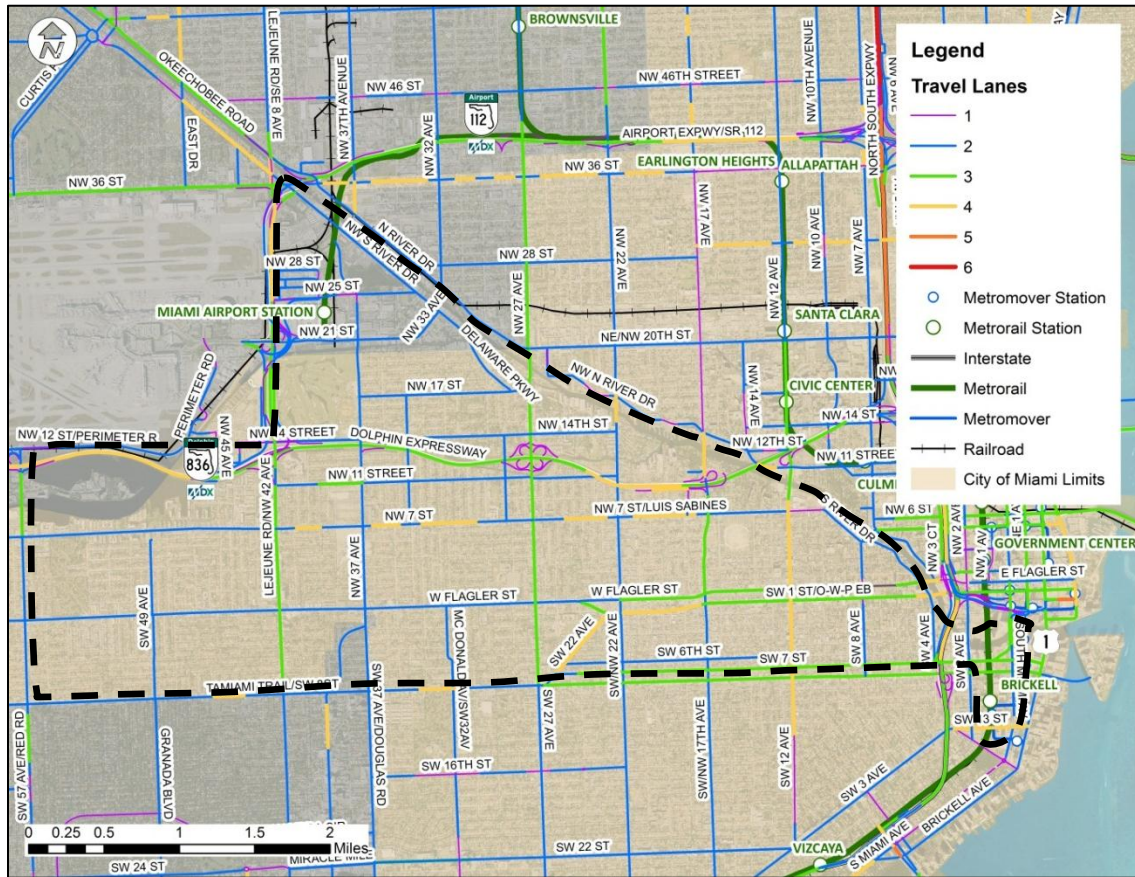 BROWNSVILLE
LEJEUNE RD/SE 8 AVE
OKEECHOBEE ROAD
EAST DR
NW 37TH AVENUE
NW 46 ST
NW 46TH STREET
NW 10TH AVENUE
NORTH SOUTH EXPWY
Airport
112
MDX
NW 32 AVE
AIRPORT EXPWY/SR 112
EARLINGTON HEIGHTS
ALLAPATTAH
NW 36 ST
NW 36 ST
NW 17 AVE
NW 10 AVE
NW 7 AVE
N RIVER DR
NW S RIVER DR
NW 28 ST
NW 28 ST
NW 27 AVE
NW 22 AVE
NW 12 AVE
NW 25 ST
MIAMI AIRPORT STATION
NW 21 ST
NW 33 AVE
DELAWARE PKWY
NE/NW 20TH ST
SANTA CLARA
PERIMETER RD
NW 17 ST
NW N RIVER DR
NW 14 AVE
CIVIC CENTER
NW 14 ST
NW 12 ST/PERIMETER R
NW 45 AVE
4 STREET
DOLPHIN EXPRESSWAY
NW 14TH ST
NW 12TH ST
836
MDX
NW 11 STREET
NW 11 STREET
LEJEUNE RD/NW 42 AVE
NW 7 ST
NW 7 ST/LUIS SABINES
S RIVER DR
NW 6 ST
NW 3 CT
NW 2 AV
NW 1 AV
NE 1 A
GOVERNMENT CENTER
E FLAGLER ST
SW 49 AVE
NW 37 AVE
W FLAGLER ST
W FLAGLER ST
SW 1 ST/O-W-P EB
MC DONALD AV/SW32AV
SW 22 AVE
SW/NW 22 AVE
SW 6TH ST
SW 7 ST
SW 8 AVE
SW 4 AVE
1
BRICKELL
TAMIAMI TRAIL/SW 8 ST
SW 57 AVE/RED RD
GRANADA BLVD
SW 37 AVE/DOUGLAS RD
SW 27 AVE
SW/NW 17TH AVE
SW 12 AVE
SW 16TH ST
SW 3 AVE
BRICKELL AVE
S MIAMI AVE
VIZCAYA
SW 22 ST
MIRACLE MILE
SW 24 ST
0 0.25 0.5 1 1.5 2
Miles
Legend
Travel Lanes
1
2
3
4
5
6
Metromover Station
Metrorail Station
Interstate
Metrorail
Metromover
Railroad
City of Miami Limits